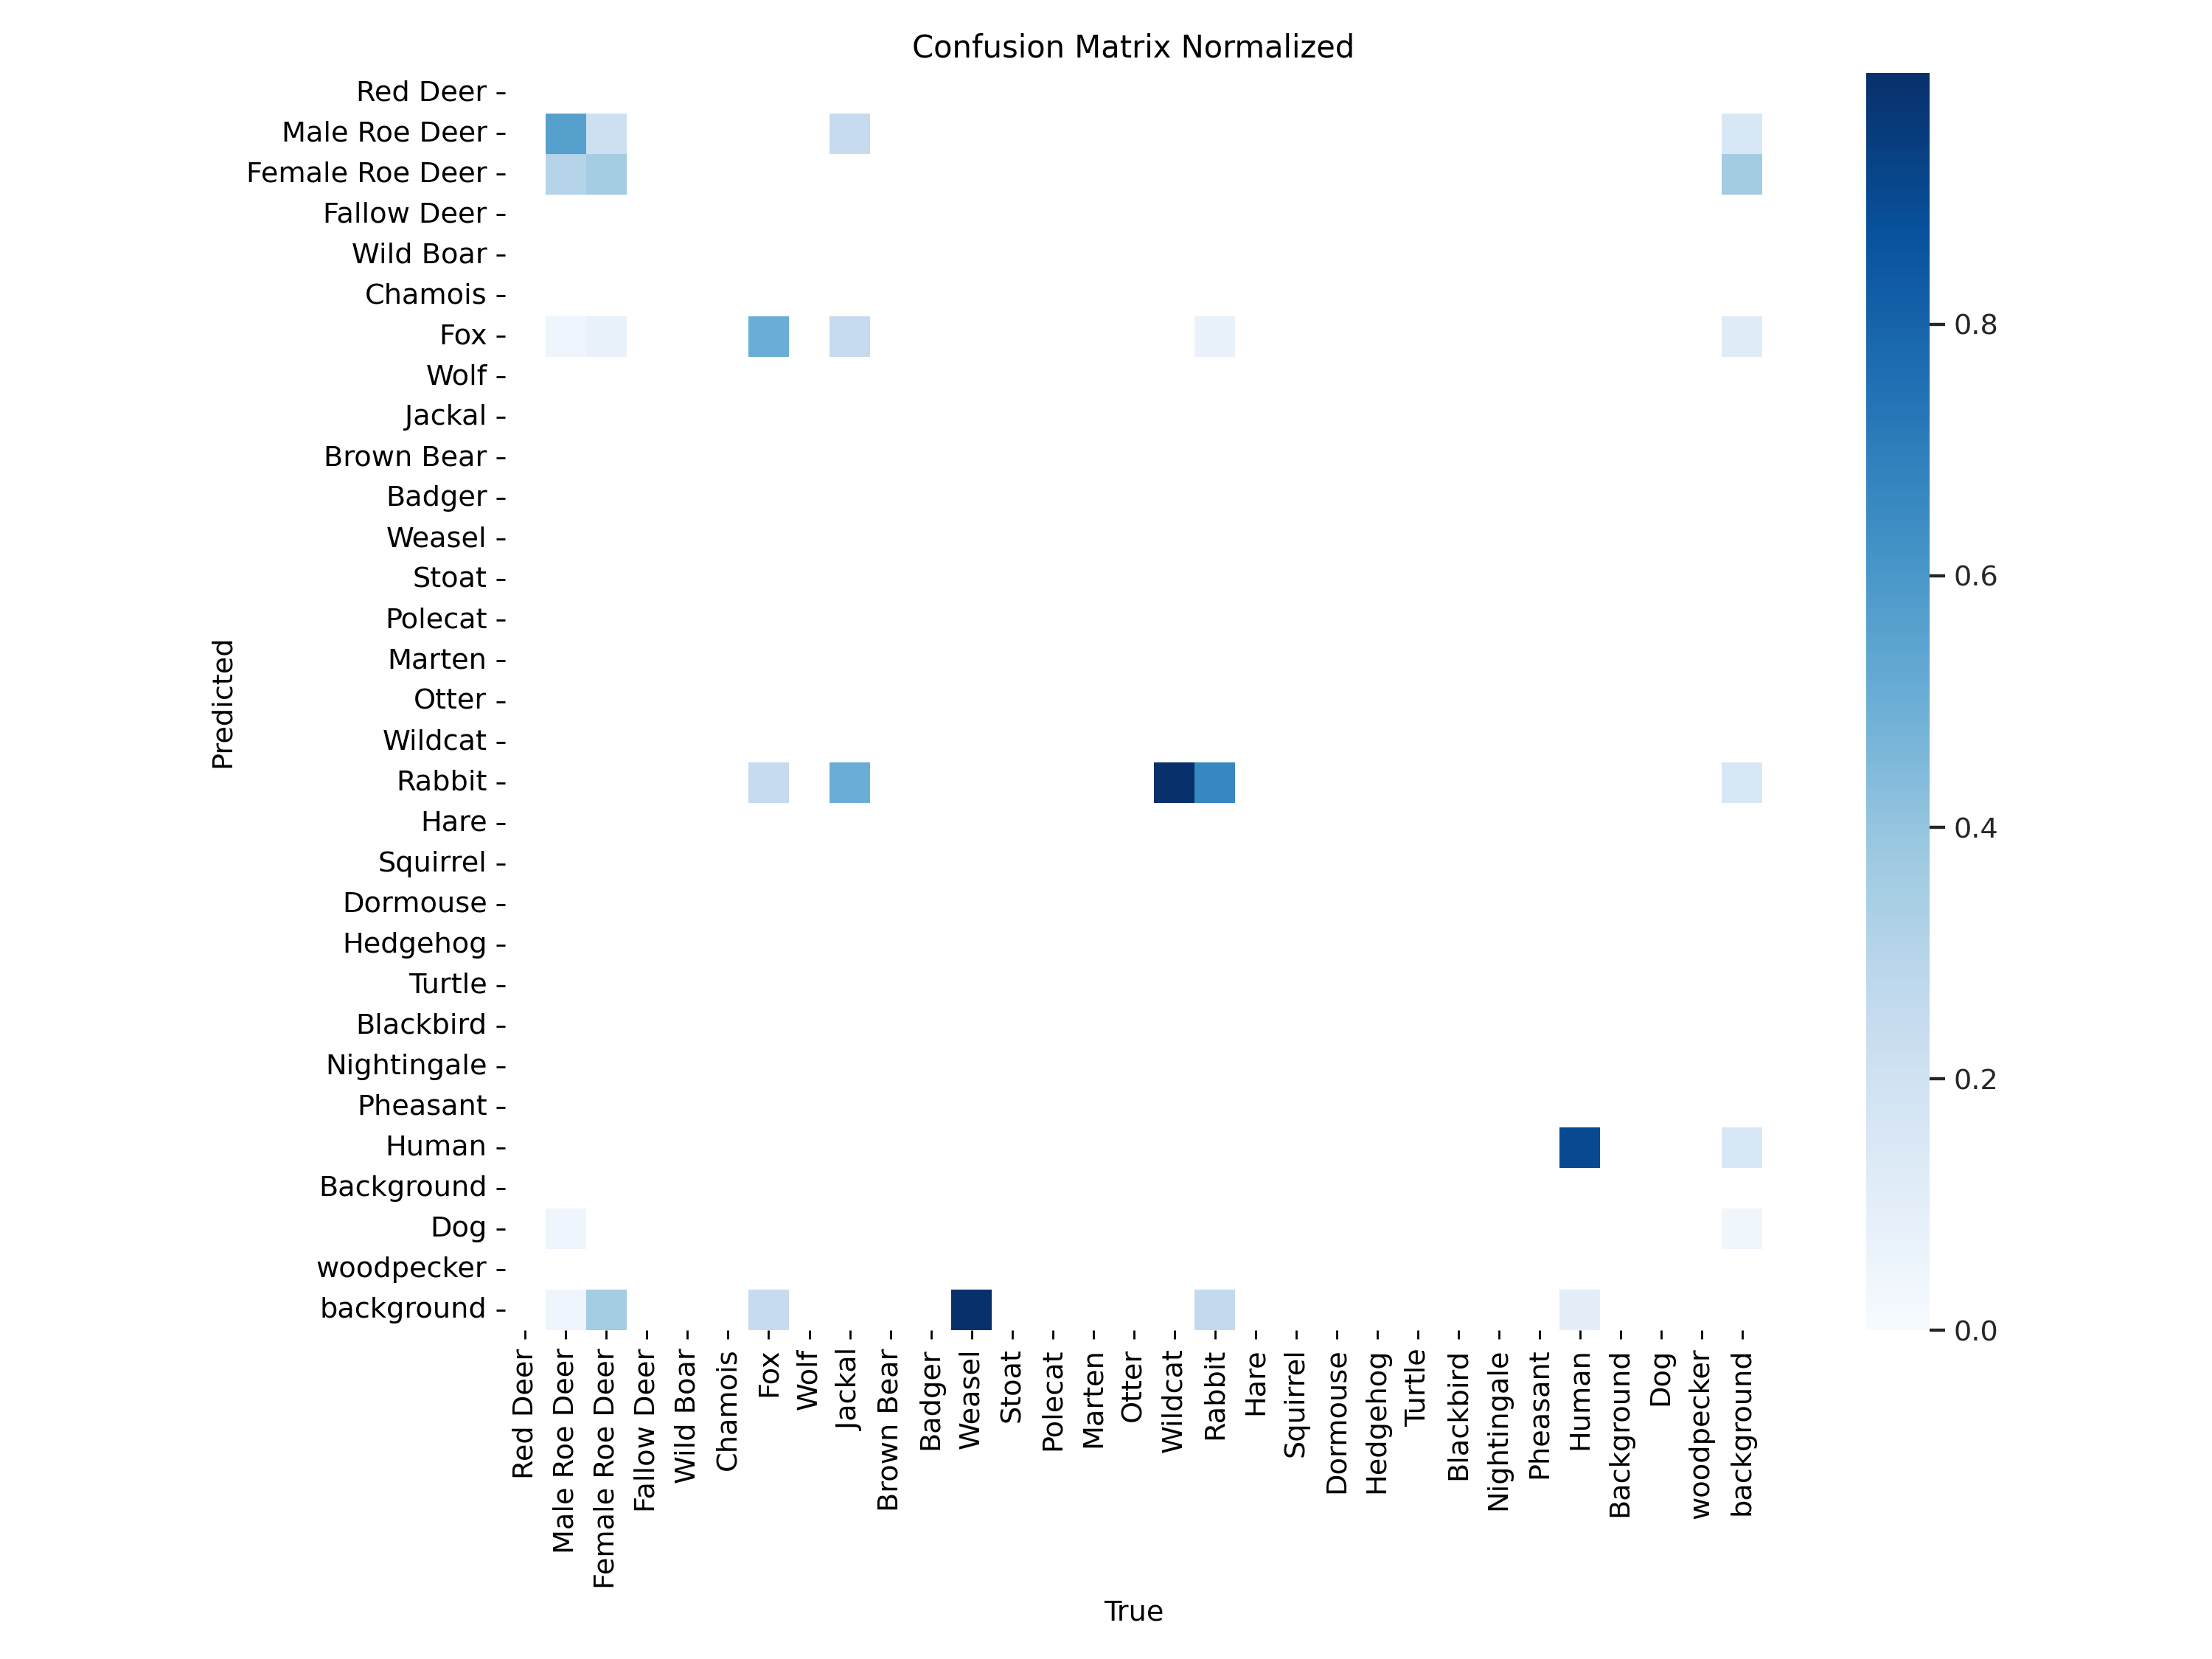 Confusion Matrix Normalized
Red Deer
Male Roe Deer
Female Roe Deer
Fallow Deer
Wild Boar
Chamois
Fox
Wolf
Jackal
Brown Bear
Badger
Weasel
Stoat
Polecat
Marten
Otter
Wildcat
Rabbit
Hare
Squirrel
Dormouse
Hedgehog
Turtle
Blackbird
Nightingale
Pheasant
Human
Background
Dog
woodpecker
background
Predicted
Red Deer
Male Roe Deer
Female Roe Deer
Fallow Deer
Wild Boar
Chamois
Fox
Wolf
Jackal
Brown Bear
Badger
Weasel
Stoat
Polecat
Marten
Otter
Wildcat
Rabbit
Hare
Squirrel
Dormouse
Hedgehog
Turtle
Blackbird
Nightingale
Pheasant
Human
Background
Dog
woodpecker
background
True
0.8
0.6
0.4
0.2
0.0